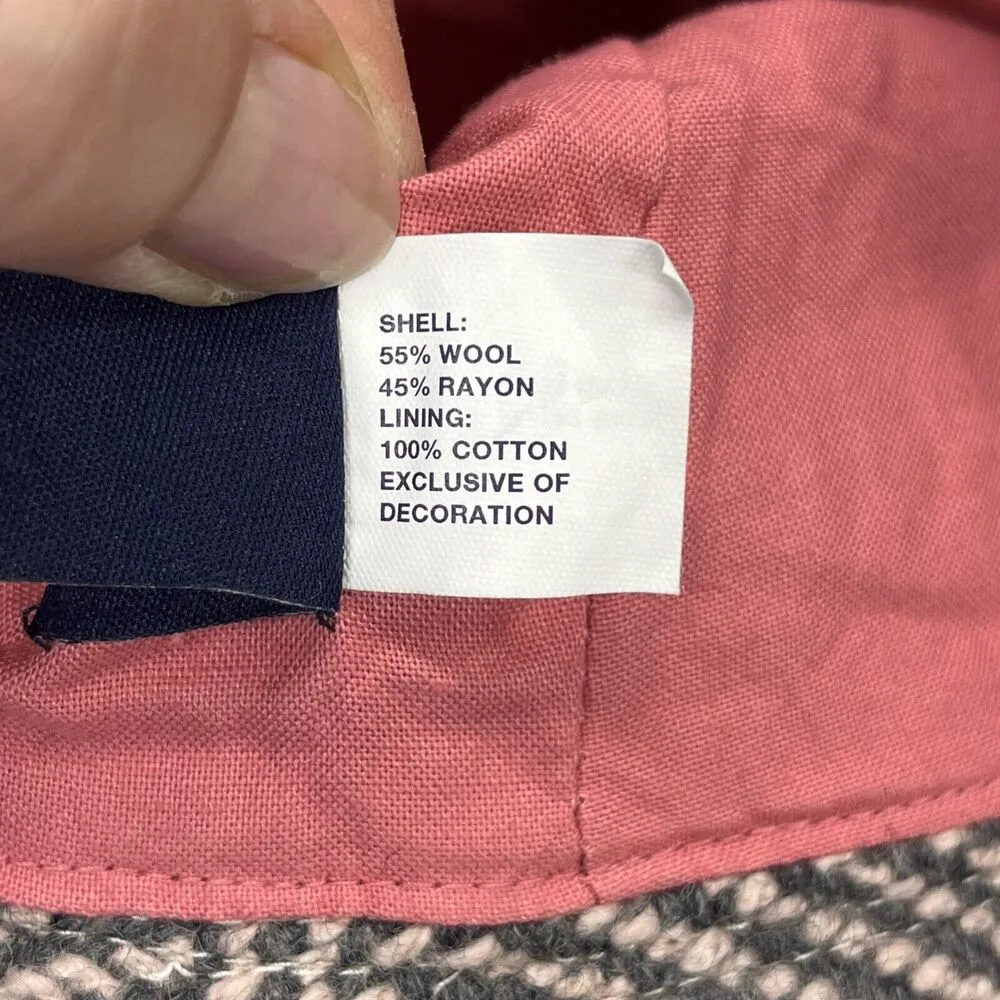 SHELL:
55% WOOL
45% RAYON
LINING:
100% COTTON
EXCLUSIVE OF
DECORATION